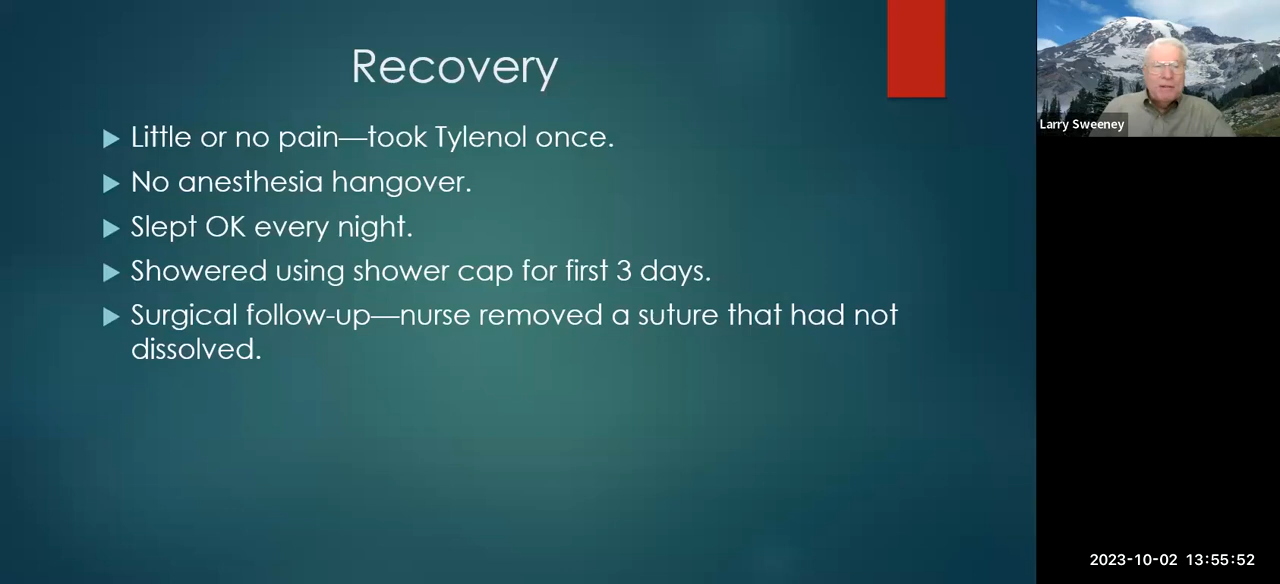 Recovery
Little or no pain—took Tylenol once.
No anesthesia hangover.
Slept OK every night.
Showered using shower cap for first 3 days.
Surgical follow-up—nurse removed a suture that had not
dissolved.
Larry Sweeney
2023-10-02 13:55:52